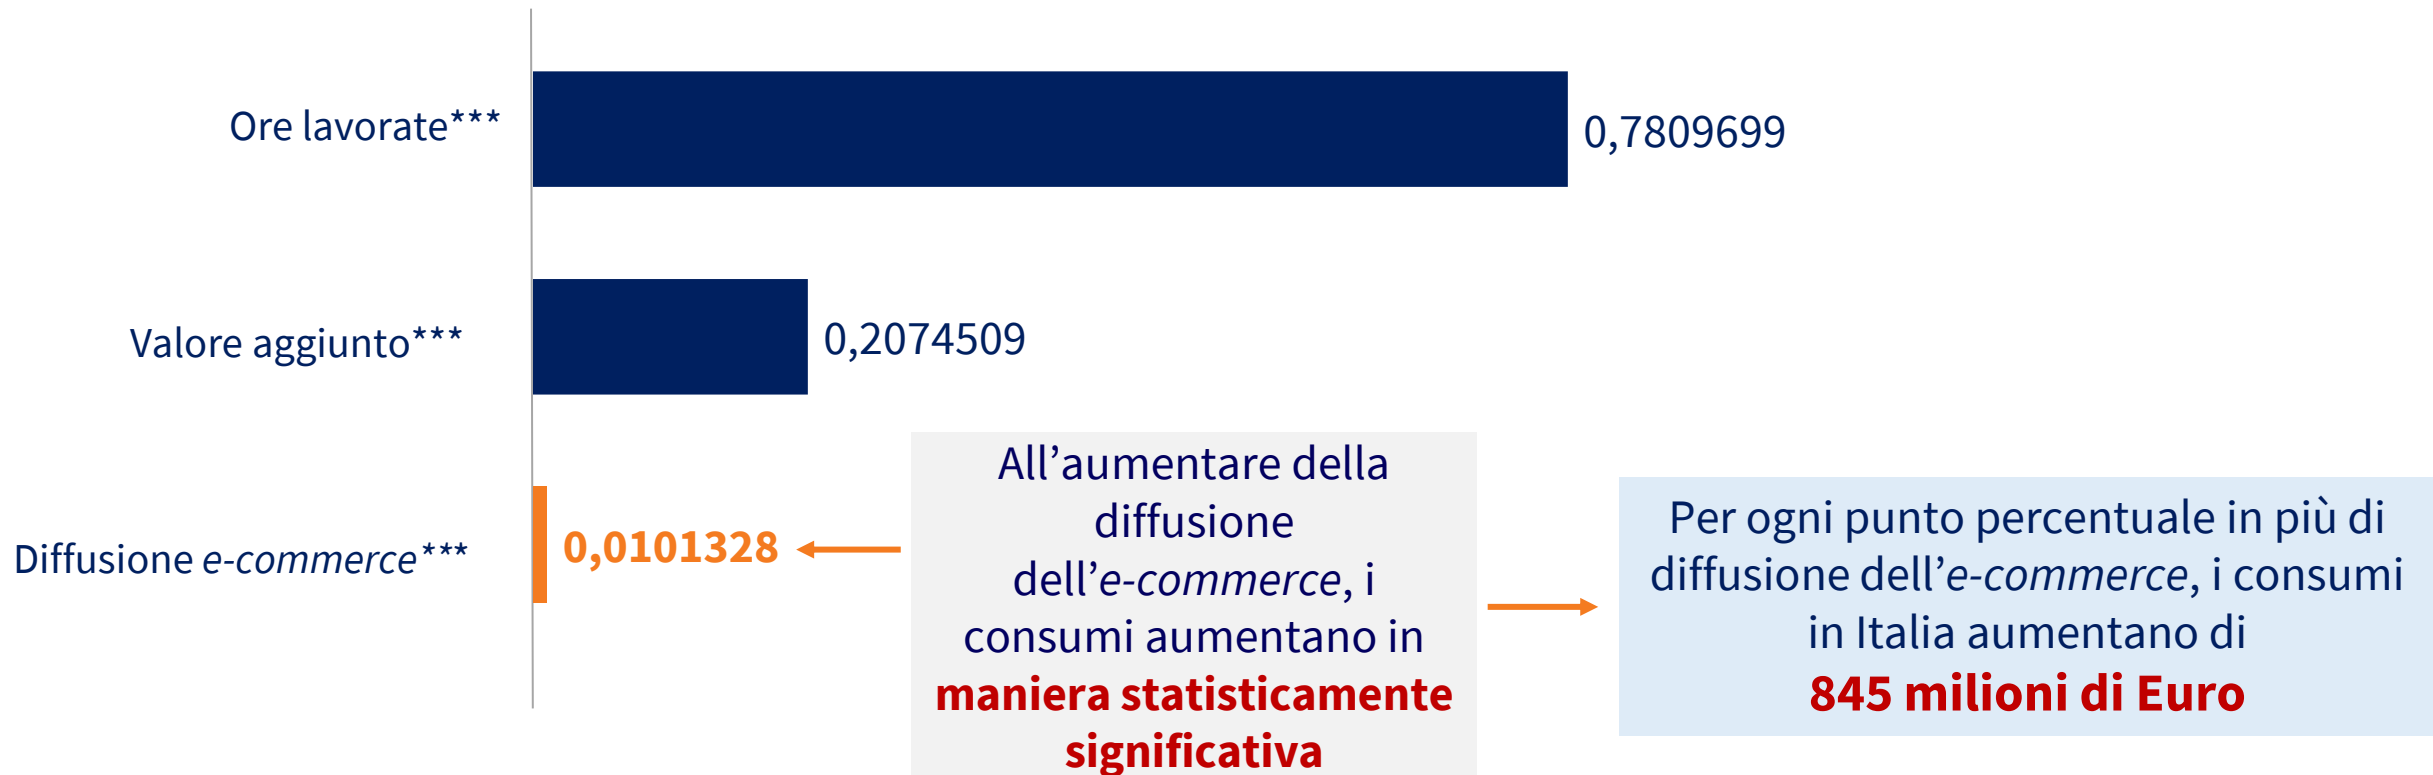 Ore lavorate***
0,7809699
Valore aggiunto***
0,2074509
Diffusione e-commerce***
0,0101328
All’aumentare della
diffusione
dell’e-commerce, i
consumi aumentano in
maniera statisticamente
significativa
Per ogni punto percentuale in più di
diffusione dell’e-commerce, i consumi
in Italia aumentano di
845 milioni di Euro